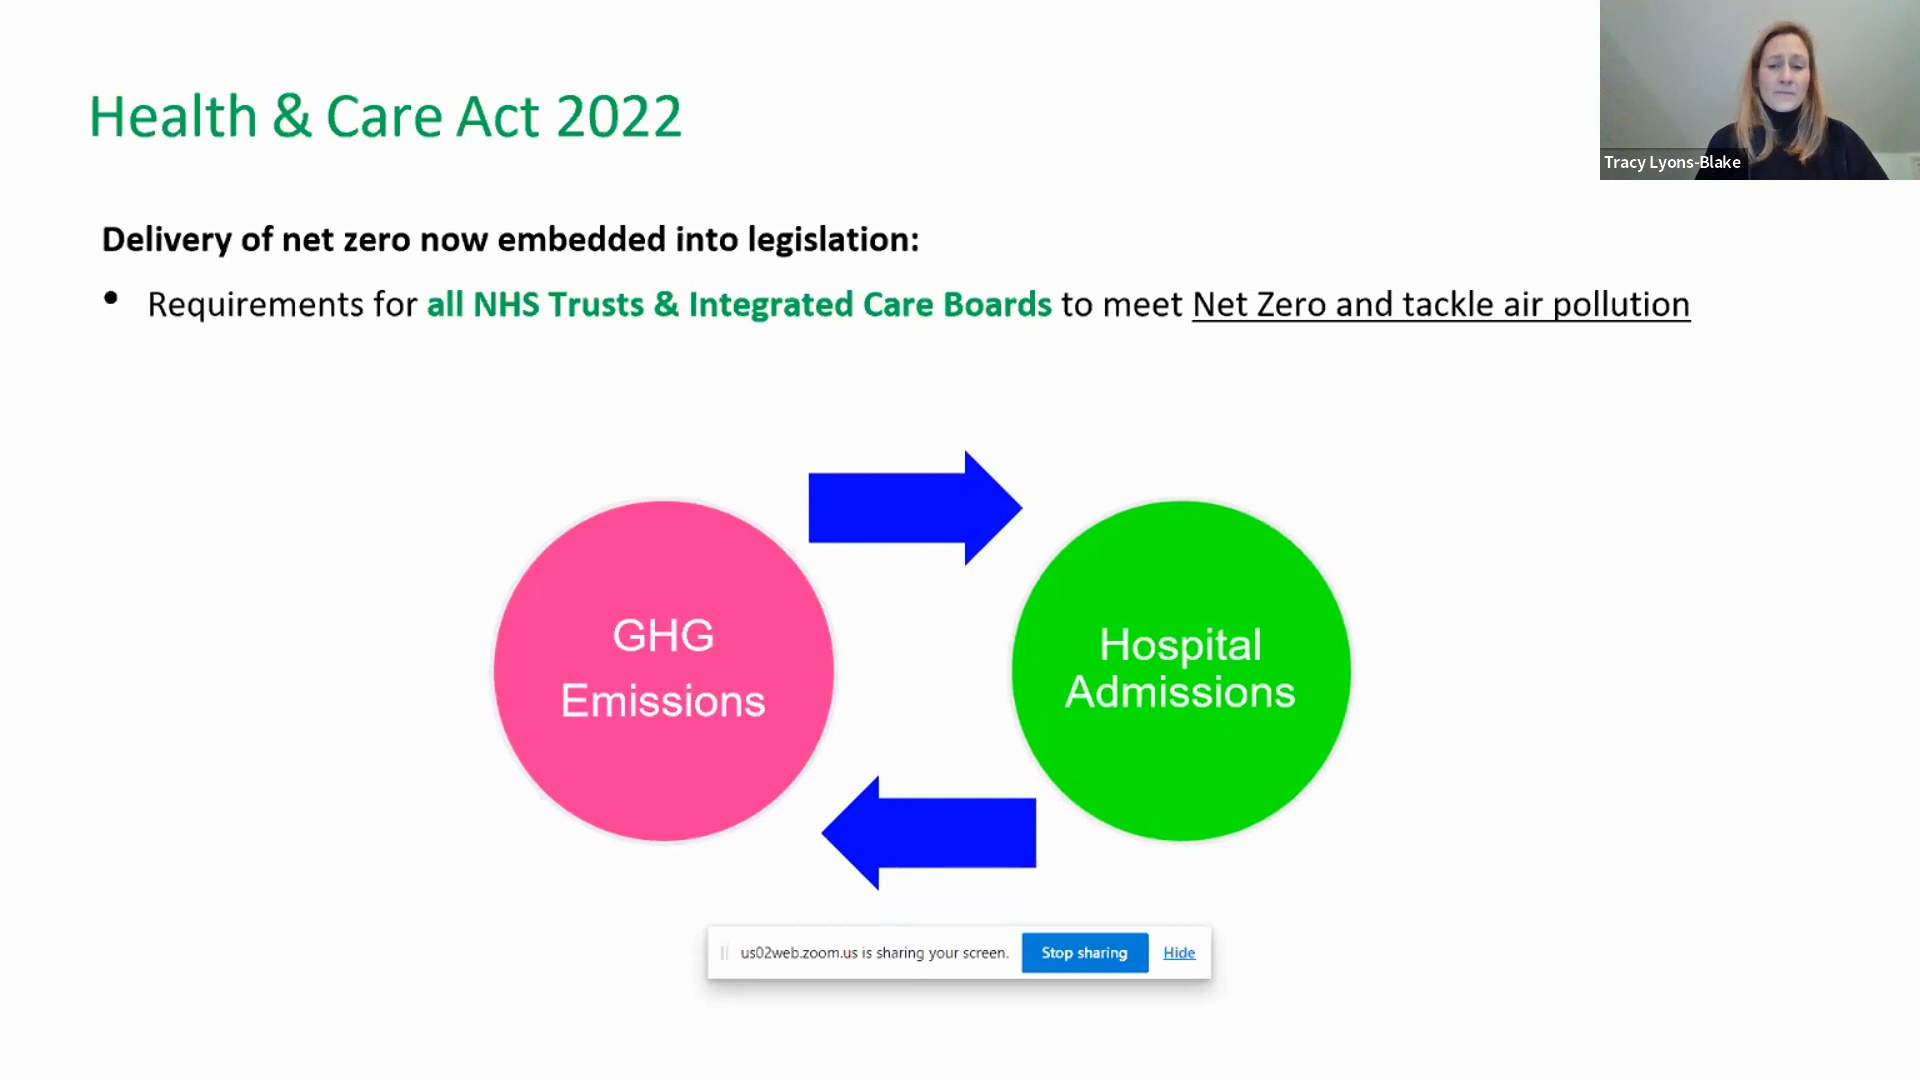 Health & Care Act 2022
Tracy Lyons-Blake
Delivery of net zero now embedded into legislation:
• Requirements for all NHS Trusts & Integrated Care Boards to meet Net Zero and tackle air pollution
GHG
Emissions
Hospital
Admissions
us02web.zoom.us is sharing your screen. Stop sharing Hide